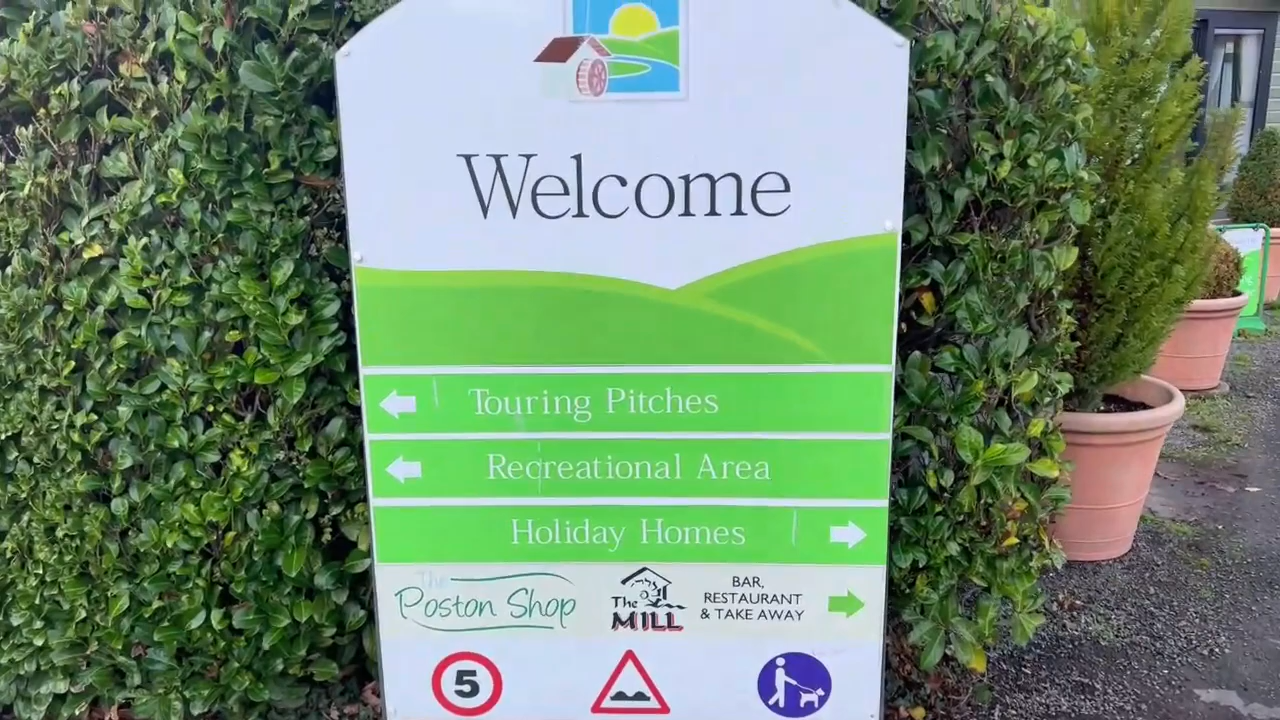 Welcome
Touring Pitches
Recreational Area
Holiday Homes
The
Poston Shop
The
MILL
BAR,
RESTAURANT
& TAKE AWAY
5